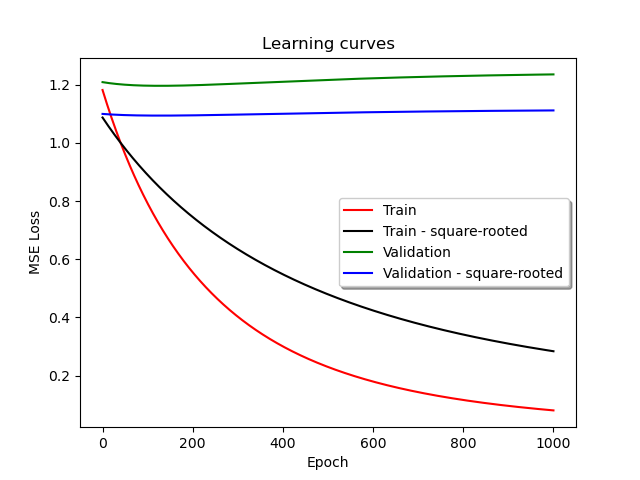 Learning curves
MSE Loss
1.2
1.0
0.8
0.6
0.4
0.2
Train
Train - square-rooted
Validation
Validation - square-rooted
0 200 400 600 800 1000
Epoch